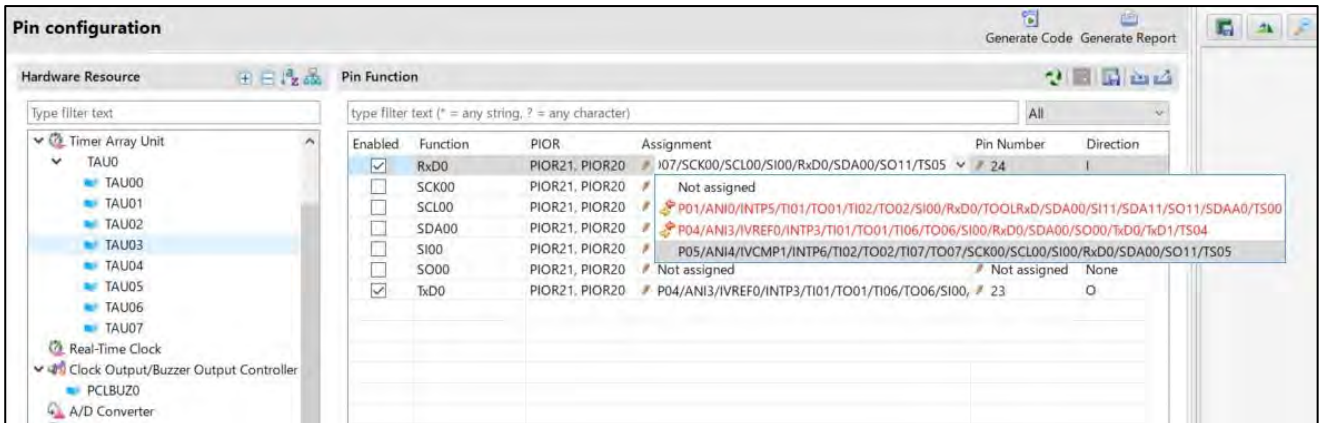 Pin configuration
Generate Code Generate Report
Hardware Resource
Pin Function
Type filter text
type filter text (* = any string, ? = any character)
All
Timer Array Unit
TAU0
TAU00
TAU01
TAU02
TAU03
TAU04
TAU05
TAU06
TAU07
Real-Time Clock
Clock Output/Buzzer Output Controller
PCLBUZ0
A/D Converter
Enabled Function PIOR Assignment Pin Number Direction
RxD0 PIOR21, PIOR20 )07/SCK00/SCL00/SI00/RxD0/SDA00/SO11/TS05 24 I
SCK00 PIOR21, PIOR20
SCL00 PIOR21, PIOR20
SDA00 PIOR21, PIOR20
SI00 PIOR21, PIOR20
SO00 PIOR21, PIOR20 Not assigned Not assigned None
TxD0 PIOR21, PIOR20 P04/ANI3/IVREF0/INTP3/TI01/TO01/TI06/TO06/SI00, 23 O
Not assigned
P01/ANI0/INTP5/TI01/TO01/TI02/TO02/SI00/RxD0/TOOLRxD/SDA00/SI11/SDA11/SO11/SDAA0/TS00
P04/ANI3/IVREF0/INTP3/TI01/TO01/TI06/TO06/SI00/RxD0/SDA00/SO00/TxD0/TxD1/TS04
P05/ANI4/IVCMP1/INTP6/TI02/TO02/TI07/TO07/SCK00/SCL00/SI00/RxD0/SDA00/SO11/TS05